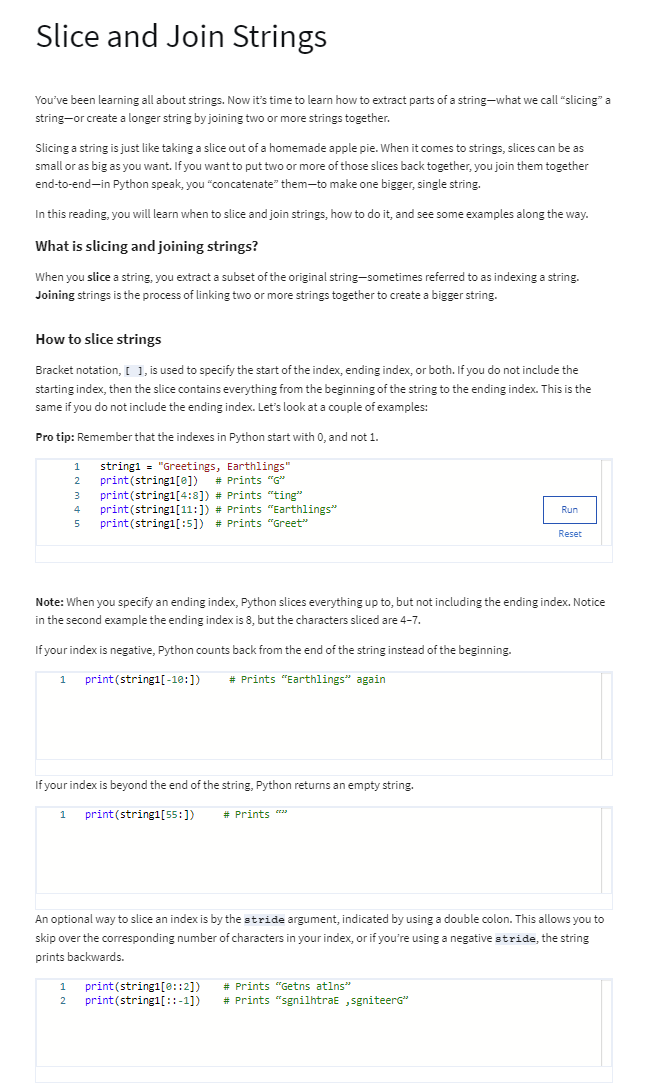 Slice and Join Strings
You've been learning all about strings. Now it's time to learn how to extract parts of a string—what we call “slicing” a
string—or create a longer string by joining two or more strings together.
Slicing a string is just like taking a slice out of a homemade apple pie. When it comes to strings, slices can be as
small or as big as you want. If you want to put two or more of those slices back together, you join them together
end-to-end—in Python speak, you “concatenate” them—to make one bigger, single string.
In this reading, you will learn when to slice and join strings, how to do it, and see some examples along the way.
What is slicing and joining strings?
When you slice a string, you extract a subset of the original string—sometimes referred to as indexing a string.
Joining strings is the process of linking two or more strings together to create a bigger string.
How to slice strings
Bracket notation, [ ], is used to specify the start of the index, ending index, or both. If you do not include the
starting index, then the slice contains everything from the beginning of the string to the ending index. This is the
same if you do not include the ending index. Let's look at a couple of examples:
Pro tip: Remember that the indexes in Python start with 0, and not 1.
1 string1 = "Greetings, Earthlings"
2 print(string1[0]) # Prints “G”
3 print(string1[4:8]) # Prints “ting”
4 print(string1[11:]) # Prints “Earthlings”
5 print(string1[:5]) # Prints “Greet”
Run
Reset
Note: When you specify an ending index, Python slices everything up to, but not including the ending index. Notice
in the second example the ending index is 8, but the characters sliced are 4–7.
If your index is negative, Python counts back from the end of the string instead of the beginning.
1 print(string1[-10:]) # Prints “Earthlings” again
If your index is beyond the end of the string, Python returns an empty string.
1 print(string1[55:]) # Prints “”
An optional way to slice an index is by the stride argument, indicated by using a double colon. This allows you to
skip over the corresponding number of characters in your index, or if you're using a negative stride, the string
prints backwards.
1 print(string1[0::2]) # Prints “Getns atlns”
2 print(string1[::-1]) # Prints “sgnilhtraE ,sgniteerG”